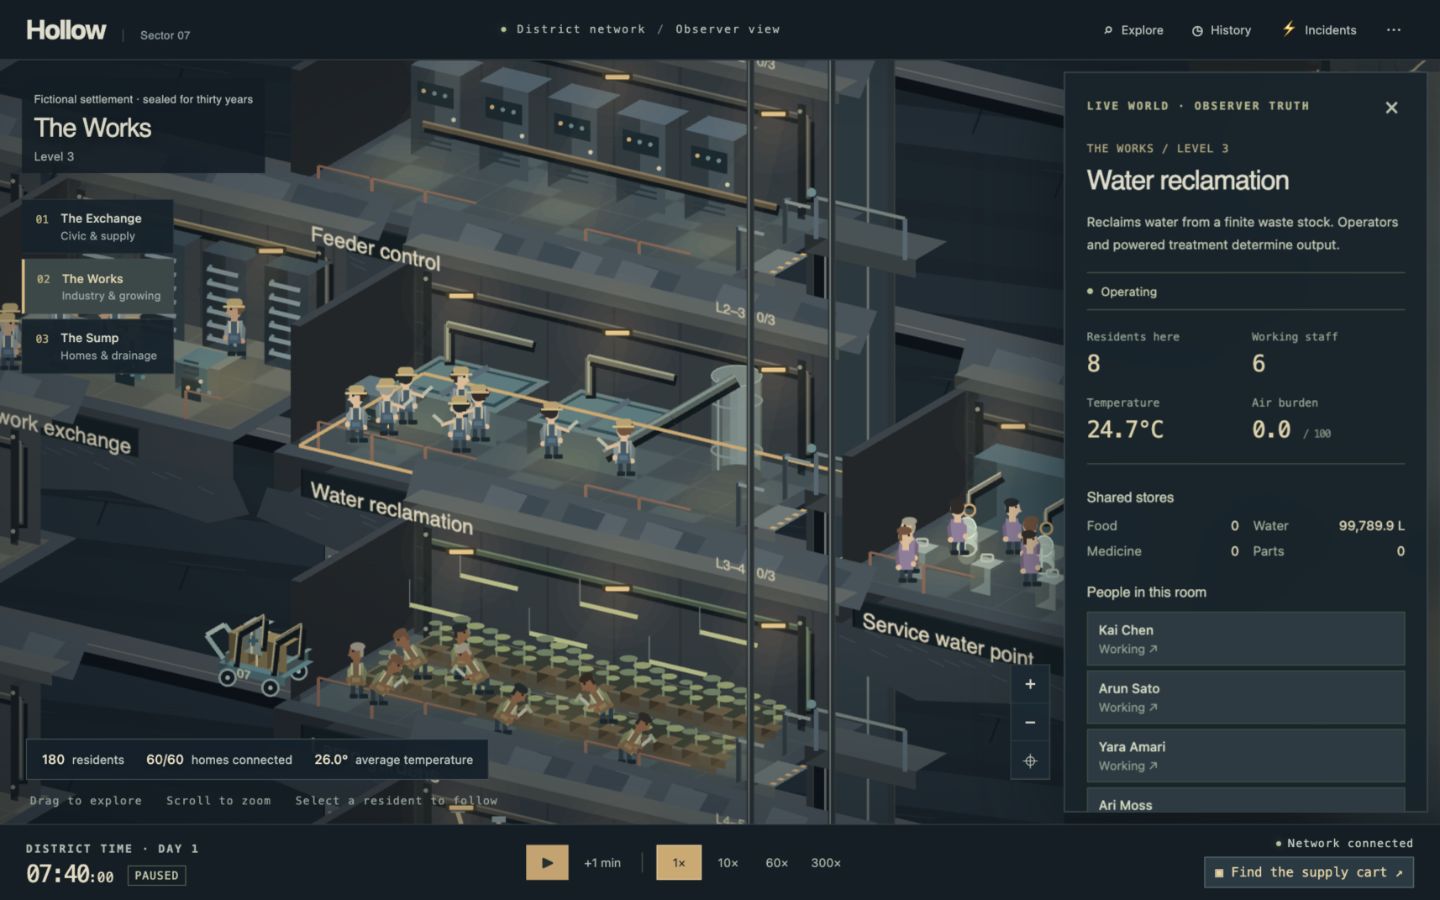 Hollow
Sector 07
District network / Observer view
Explore
History
Incidents
Fictional settlement · sealed for thirty years
The Works
Level 3
01 The Exchange
Civic & supply
02 The Works
Industry & growing
03 The Sump
Homes & drainage
0/3
Feeder control
L2–3 0/3
work exchange
Water reclamation
L3–4 0/3
Service water point
07
LIVE WORLD · OBSERVER TRUTH
THE WORKS / LEVEL 3
Water reclamation
Reclaims water from a finite waste stock. Operators
and powered treatment determine output.
Operating
Residents here Working staff
8 6
Temperature Air burden
24.7°C 0.0 / 100
Shared stores
Food 0 Water 99,789.9 L
Medicine 0 Parts 0
People in this room
Kai Chen
Working ↗
Arun Sato
Working ↗
Yara Amari
Working ↗
Ari Moss
180 residents 60/60 homes connected 26.0° average temperature
Drag to explore Scroll to zoom Select a resident to follow
DISTRICT TIME · DAY 1
07:40:00 PAUSED
+1 min 1× 10× 60× 300×
Network connected
Find the supply cart ↗